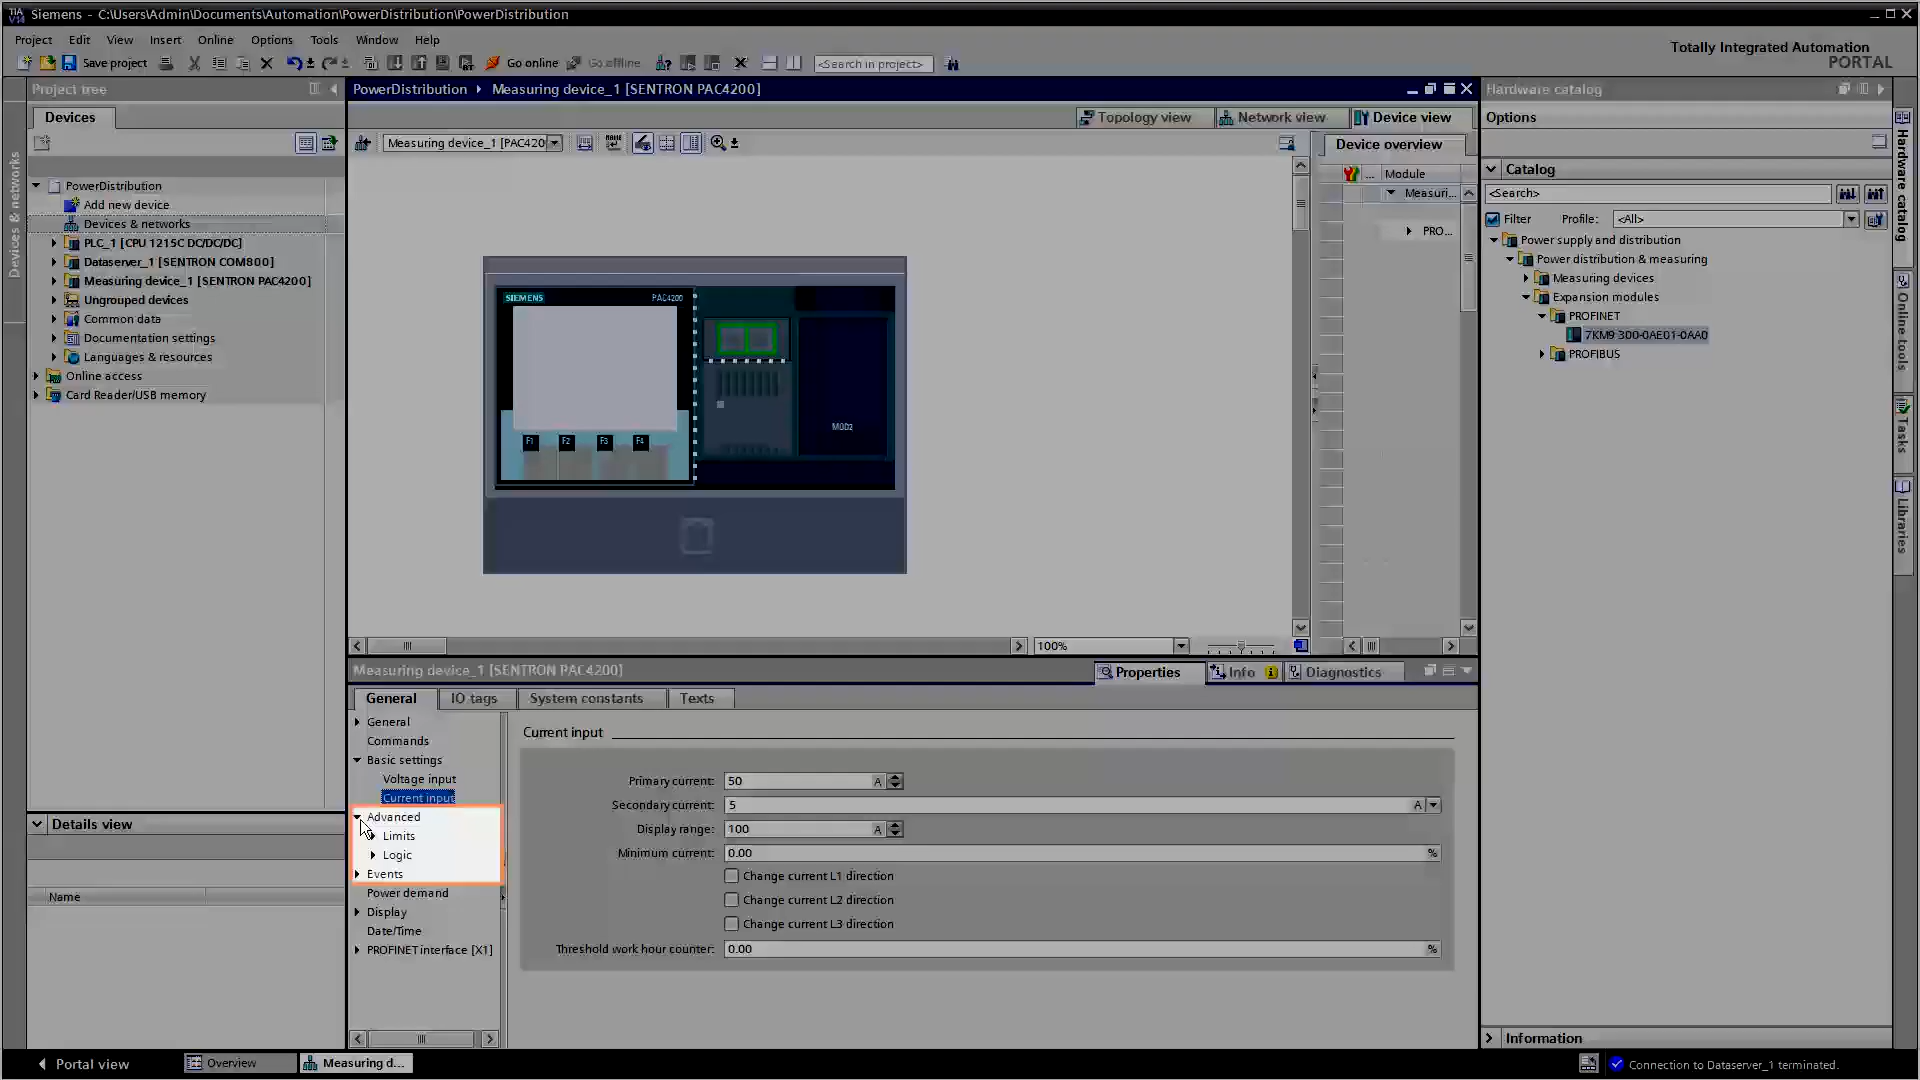 Siemens - C:\Users\Admin\Documents\Automation\PowerDistribution\PowerDistribution
Project Edit View Insert Online Options Tools Window Help
Totally Integrated Automation
PORTAL
Save project Go online Go offline <Search in project>
Project tree
Devices
Devices & networks
PowerDistribution
Add new device
Devices & networks
PLC_1 [CPU 1215C DC/DC/DC]
Dataserver_1 [SENTRON COM800]
Measuring device_1 [SENTRON PAC4200]
Ungrouped devices
Common data
Documentation settings
Languages & resources
Online access
Card Reader/USB memory
Details view
Name
PowerDistribution Measuring device_1 [SENTRON PAC4200]
Topology view Network view Device view
Measuring device_1 [PAC420
SIEMENS PAC4200
F1 F2 F3 F4
MOD2
100%
Device overview
... Module
Measuri...
PRO...
Measuring device_1 [SENTRON PAC4200]
Properties Info Diagnostics
General IO tags System constants Texts
General
Commands
Basic settings
Voltage input
Current input
Advanced
Limits
Logic
Events
Power demand
Display
Date/Time
PROFINET interface [X1]
Current input
Primary current: 50 A
Secondary current: 5 A
Display range: 100 A
Minimum current: 0.00 %
Change current L1 direction
Change current L2 direction
Change current L3 direction
Threshold work hour counter: 0.00 %
Hardware catalog
Options
Catalog
<Search>
Filter Profile: <All>
Power supply and distribution
Power distribution & measuring
Measuring devices
Expansion modules
PROFINET
7KM9 300-0AE01-0AA0
PROFIBUS
Information
Hardware catalog
Online tools
Tasks
Libraries
Portal view Overview Measuring d... Connection to Dataserver_1 terminated.